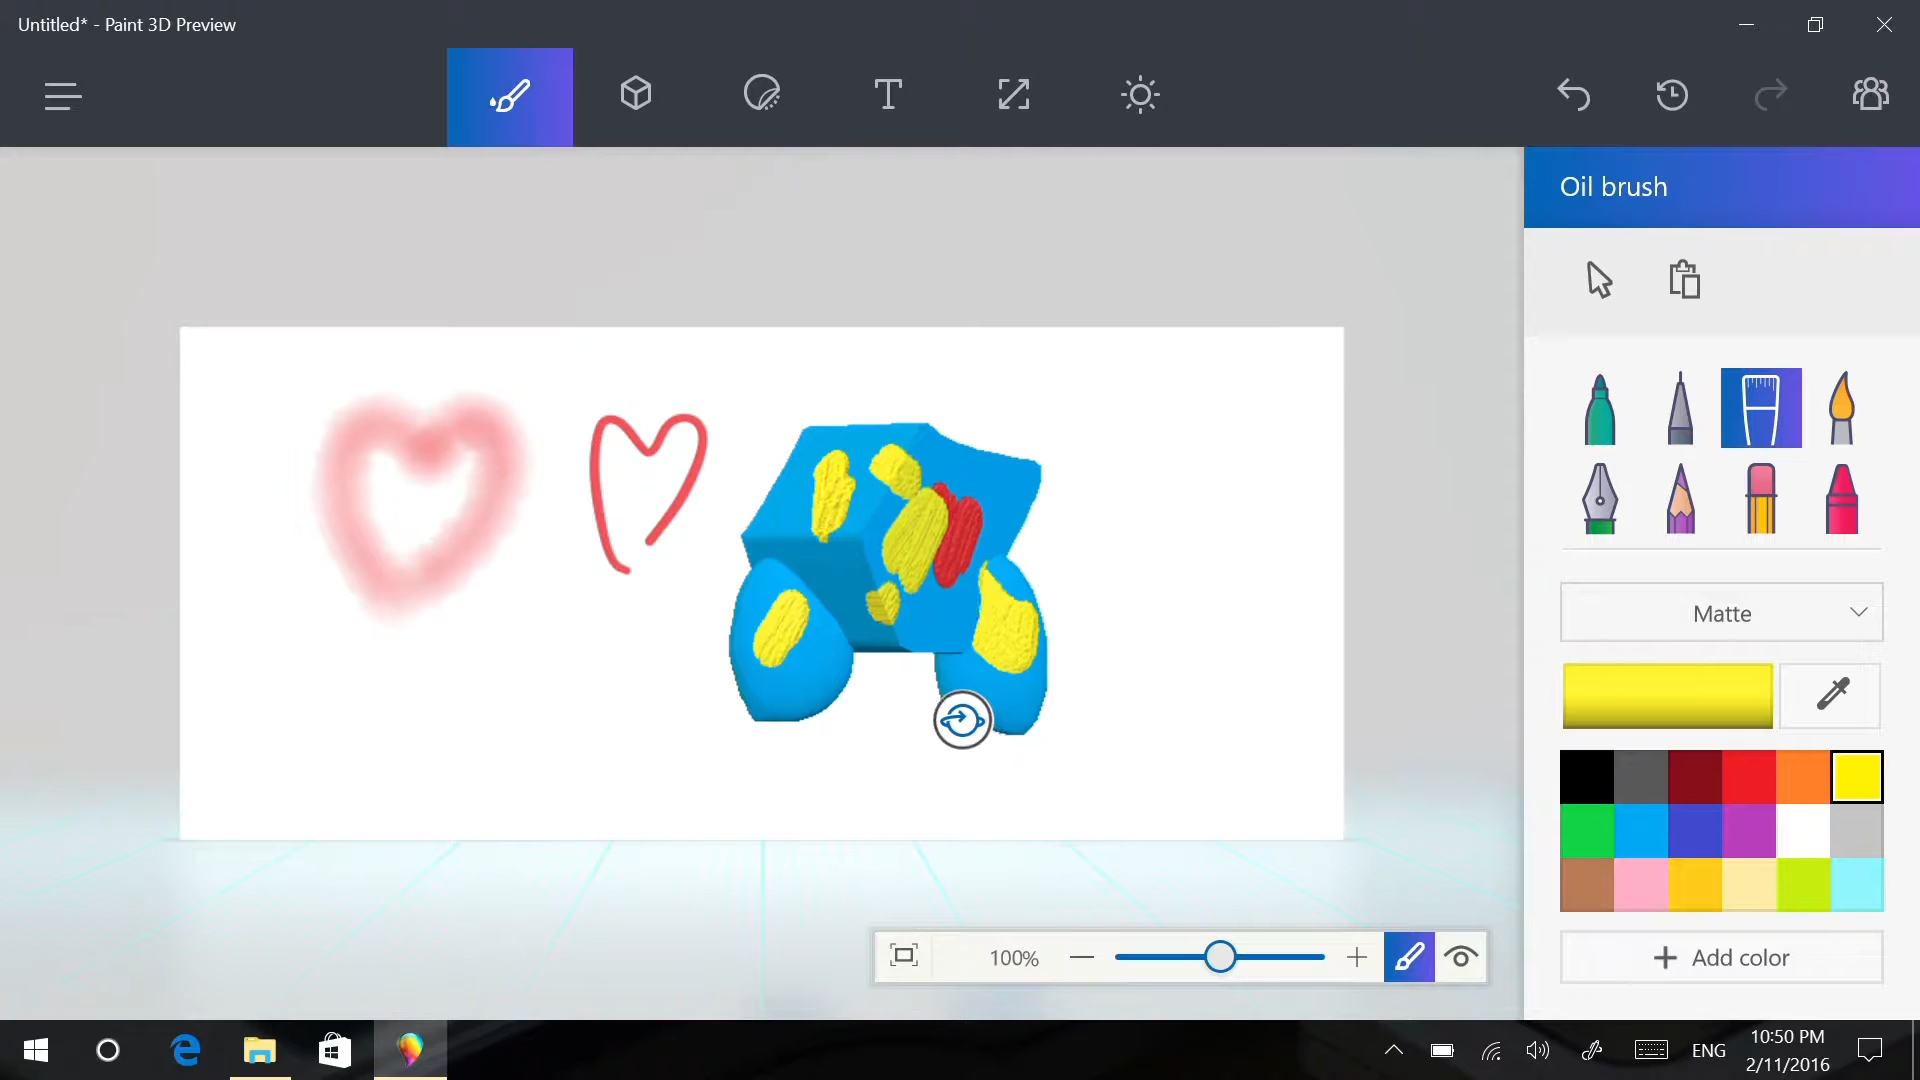 Untitled* - Paint 3D Preview
Oil brush
Matte
Add color
100%
ENG
10:50 PM
2/11/2016